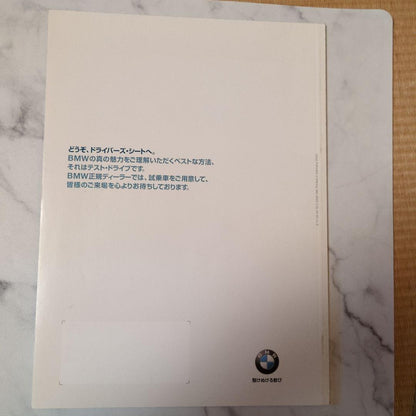 どうぞ、ドライバーズ・シートへ。
BMWの真の魅力をご理解いただくベストな方法、
それはテスト・ドライブです。
BMW正規ディーラーでは、試乗車をご用意して、
皆様のご来場を心よりお待ちしております。
BMW
駆けぬける歓び